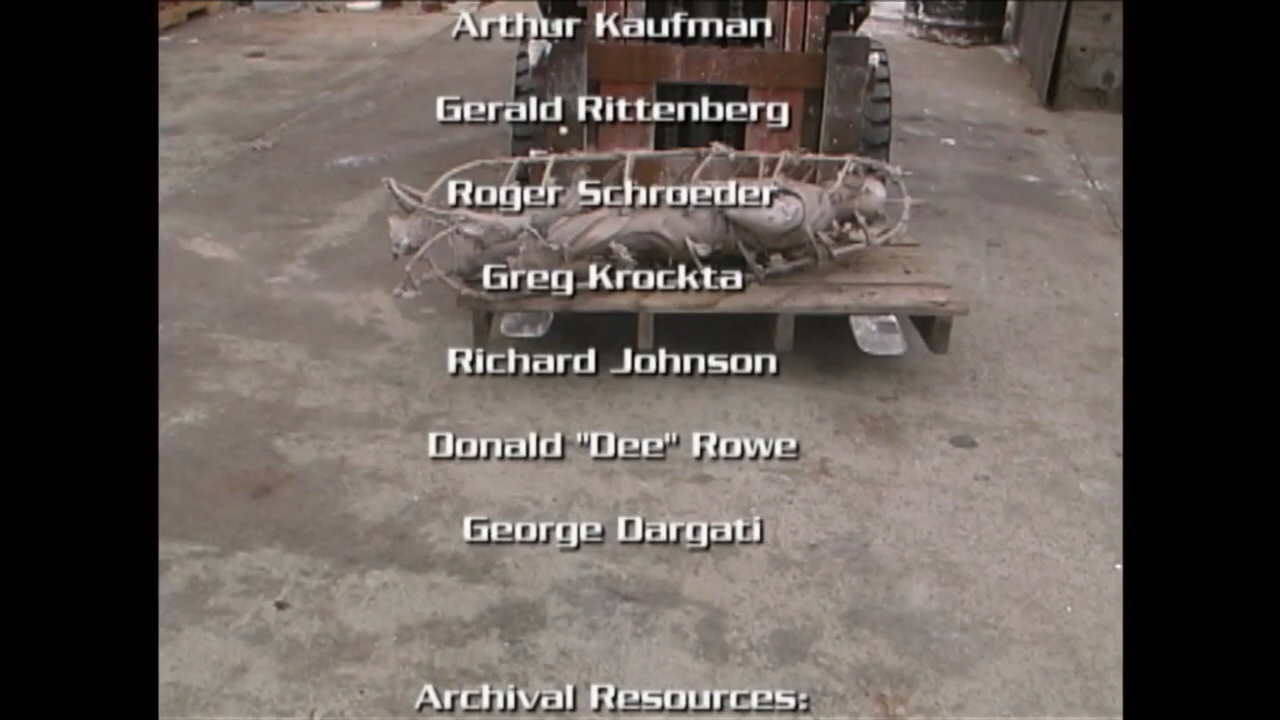 Arthur Kaufman
Gerald Rittenberg
Roger Schroeder
Greg Krockta
Richard Johnson
Donald "Dee" Rowe
George Dargati
Archival Resources: